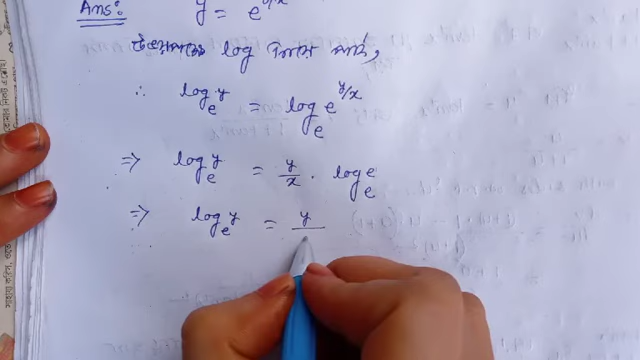 Ans: y = e^{y/x}
উভয়পক্ষে log নিয়ে পাই,
∴ log_e y = log_e e^{y/x}
⇒ log_e y = y/x · log_e e
⇒ log_e y = y